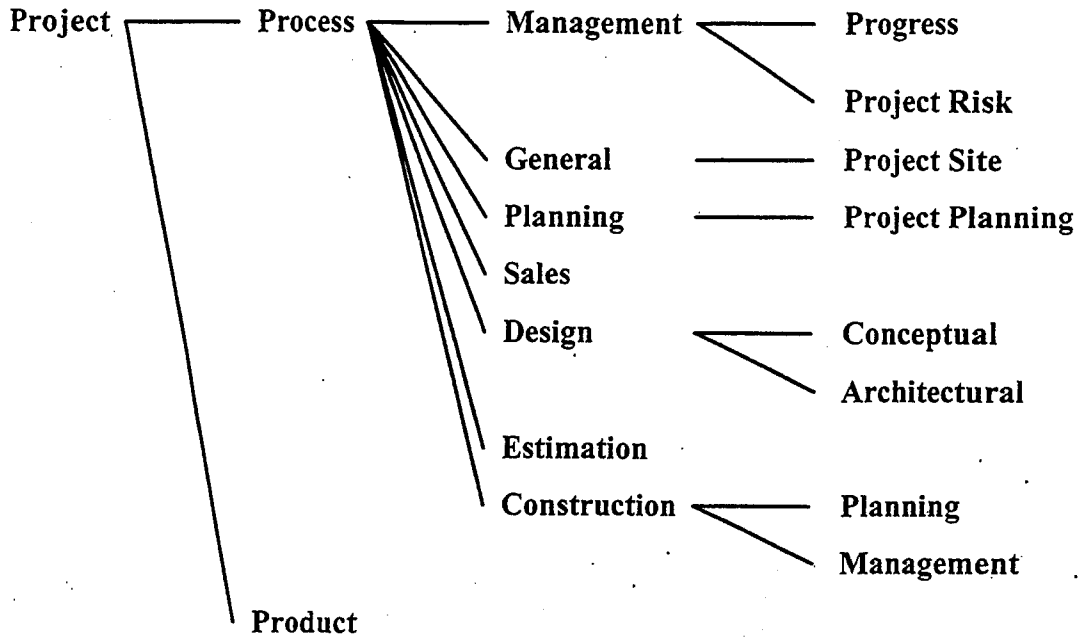 Project Process Management Progress
Project Risk
General Project Site
Planning Project Planning
Sales
Design Conceptual
Architectural
Estimation
Construction Planning
Management
Product